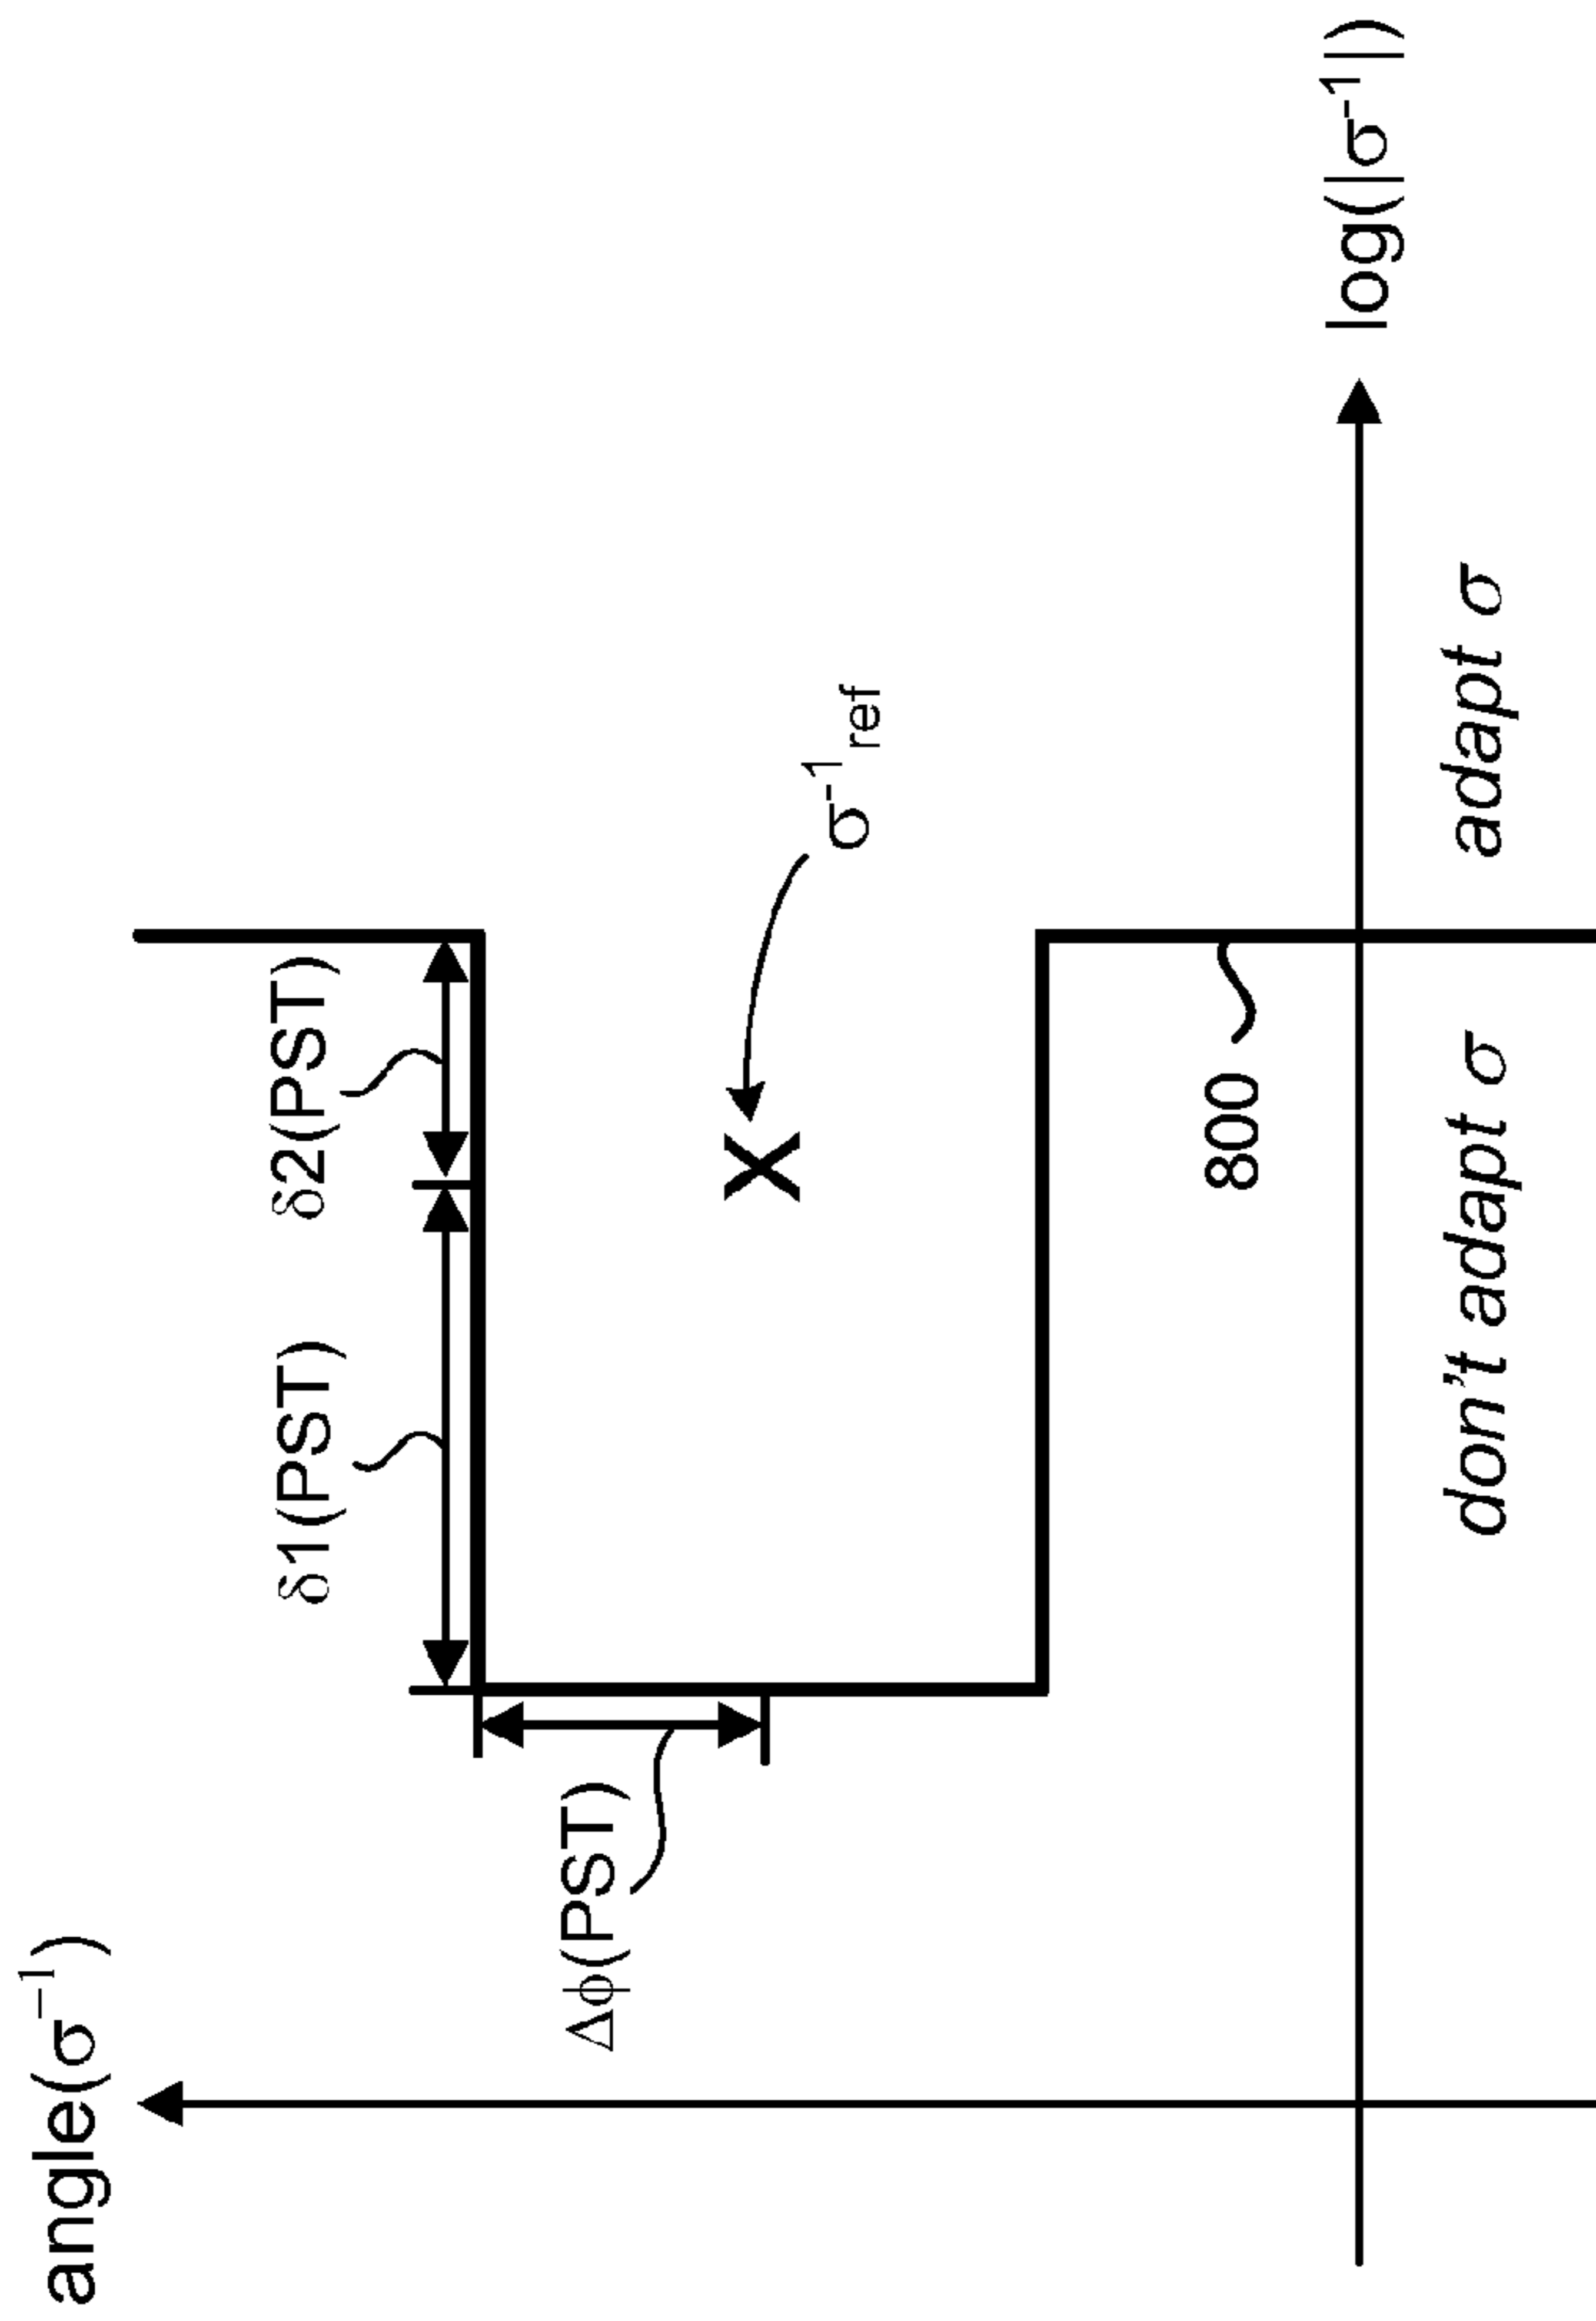 angle(σ⁻¹)
δ1(PST)
δ2(PST)
Δϕ(PST)
σ⁻¹ref
800
log(|σ⁻¹|)
don't adapt σ
adapt σ